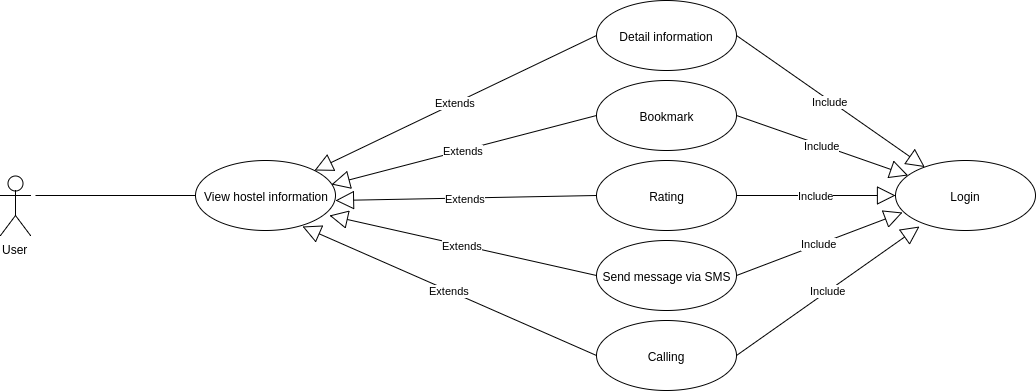 Detail information
Extends
Include
Bookmark
Extends
Include
View hostel information
Extends
Rating
Include
Login
User
Extends
Send message via SMS
Include
Extends
Calling
Include